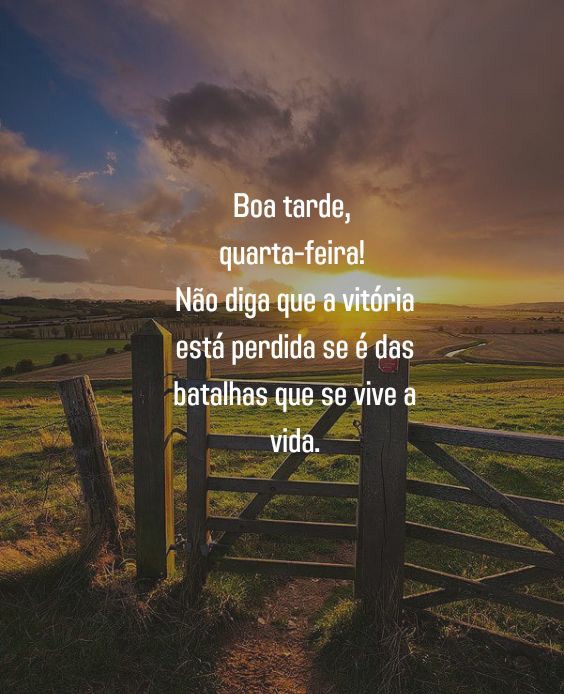 Boa tarde,
quarta-feira!
Não diga que a vitória
está perdida se é das
batalhas que se vive a
vida.